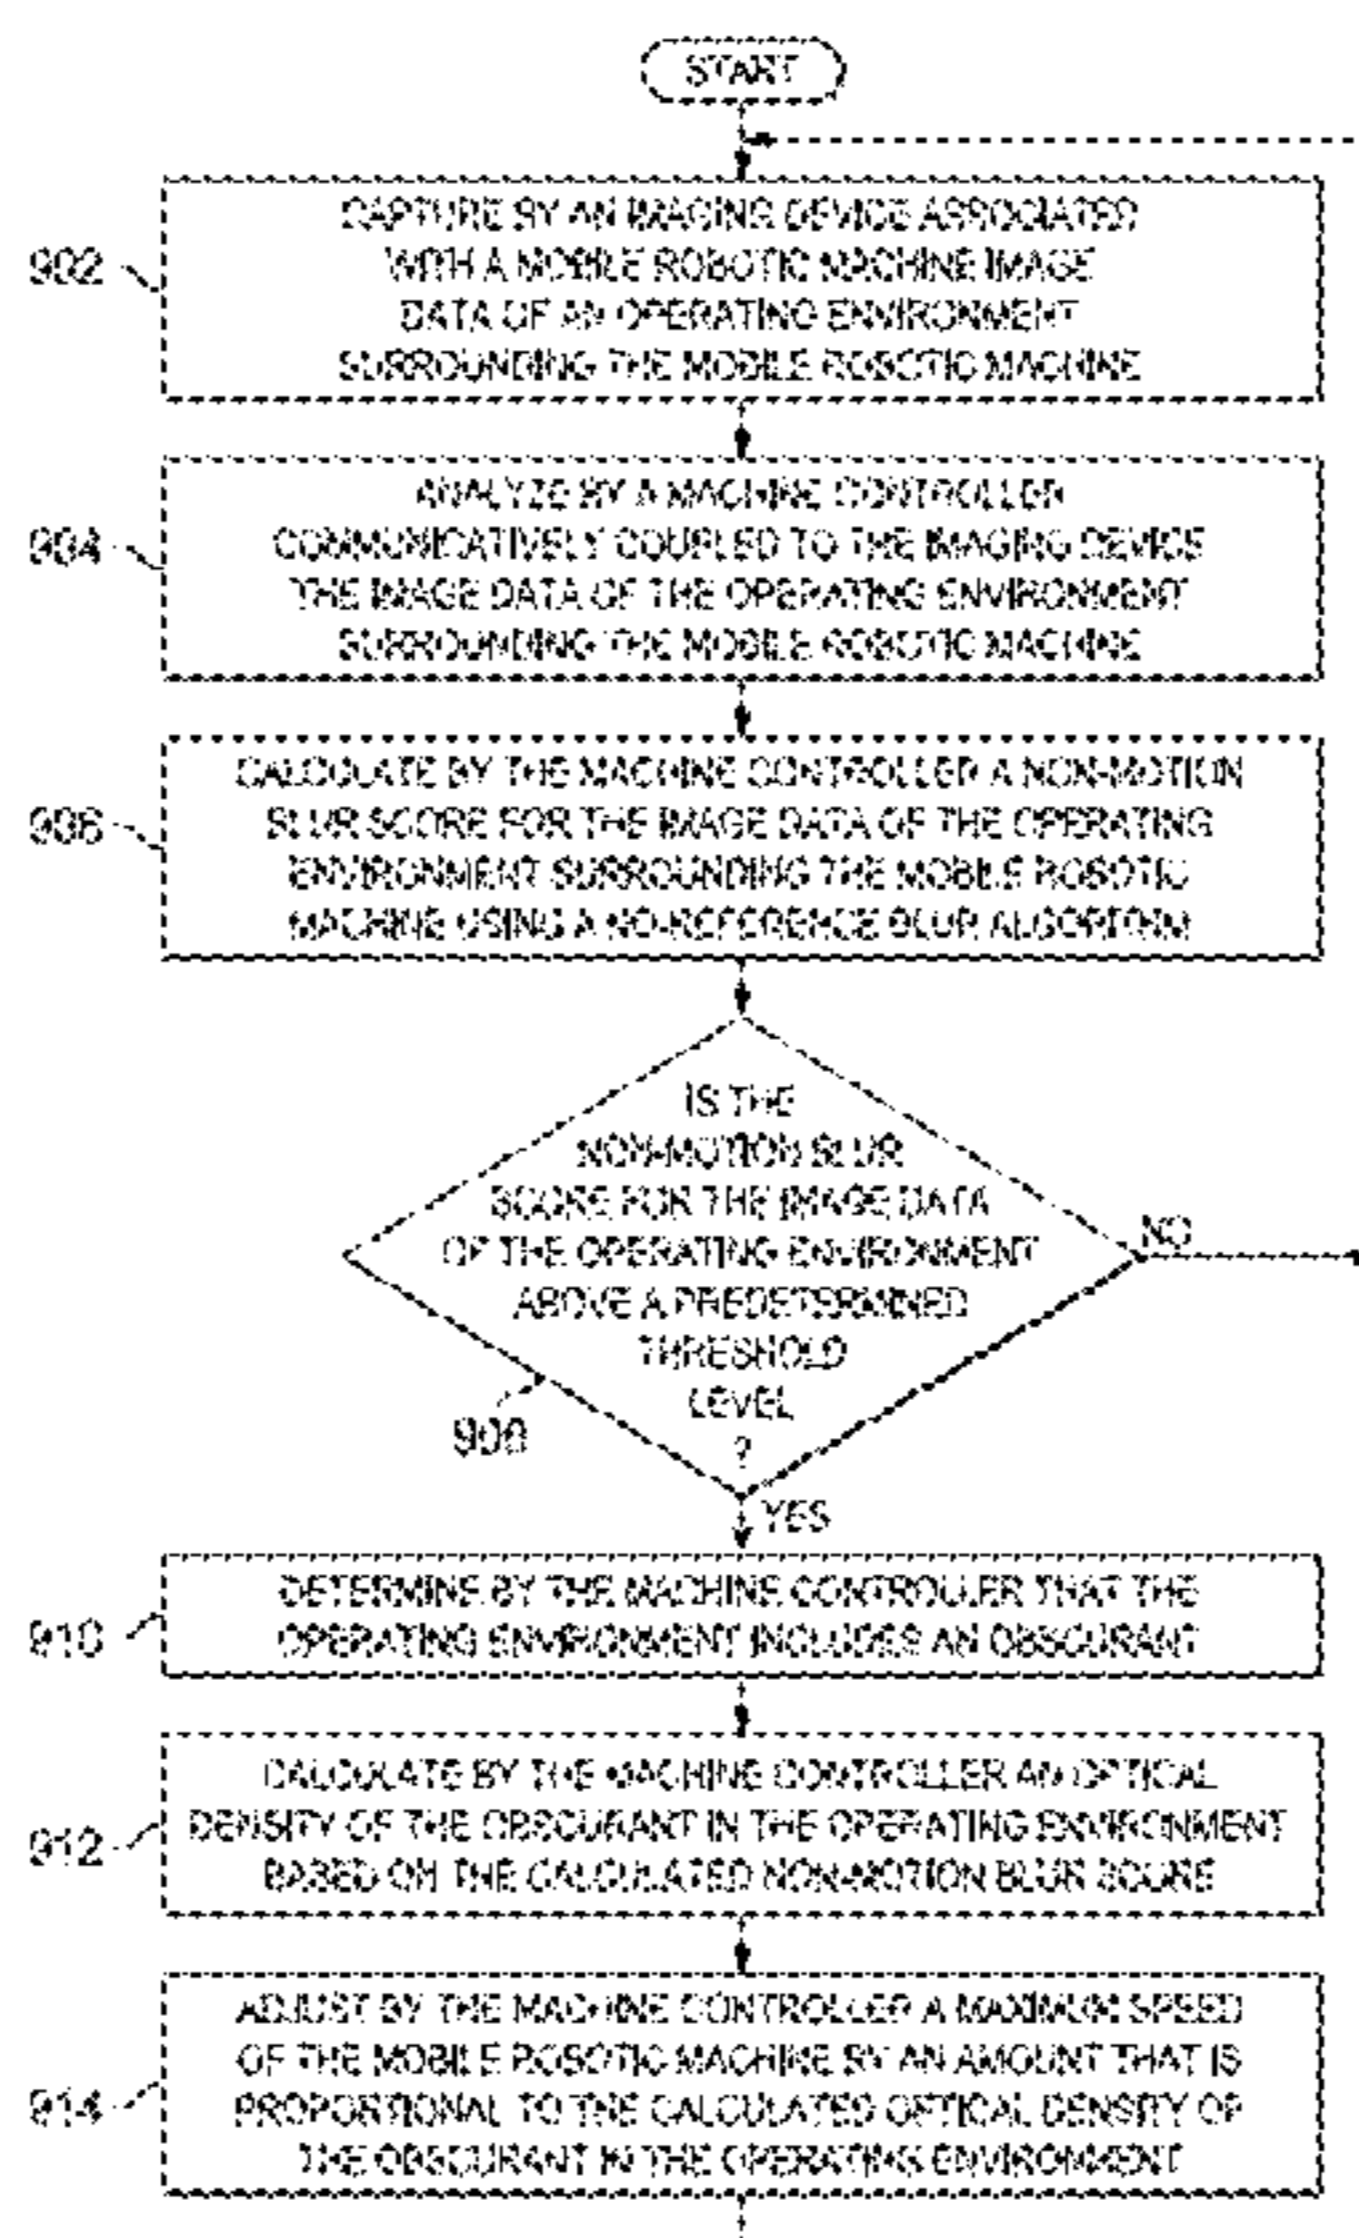 START
902
CAPTURE BY AN IMAGING DEVICE ASSOCIATED
WITH A MOBILE ROBOTIC MACHINE IMAGE
DATA OF AN OPERATING ENVIRONMENT
SURROUNDING THE MOBILE ROBOTIC MACHINE
904
ANALYZE BY A MACHINE CONTROLLER
COMMUNICATIVELY COUPLED TO THE IMAGING DEVICE
THE IMAGE DATA OF THE OPERATING ENVIRONMENT
SURROUNDING THE MOBILE ROBOTIC MACHINE
906
CALCULATE BY THE MACHINE CONTROLLER A NON-MOTION
BLUR SCORE FOR THE IMAGE DATA OF THE OPERATING
ENVIRONMENT SURROUNDING THE MOBILE ROBOTIC
MACHINE USING A NO-REFERENCE BLUR ALGORITHM
IS THE
NON-MOTION BLUR
SCORE FOR THE IMAGE DATA
OF THE OPERATING ENVIRONMENT
ABOVE A PREDETERMINED
THRESHOLD
LEVEL
?
NO
908
YES
910
DETERMINE BY THE MACHINE CONTROLLER THAT THE
OPERATING ENVIRONMENT INCLUDES AN OBSCURANT
912
CALCULATE BY THE MACHINE CONTROLLER AN OPTICAL
DENSITY OF THE OBSCURANT IN THE OPERATING ENVIRONMENT
BASED ON THE CALCULATED NON-MOTION BLUR SCORE
914
ADJUST BY THE MACHINE CONTROLLER A MAXIMUM SPEED
OF THE MOBILE ROBOTIC MACHINE BY AN AMOUNT THAT IS
PROPORTIONAL TO THE CALCULATED OPTICAL DENSITY OF
THE OBSCURANT IN THE OPERATING ENVIRONMENT